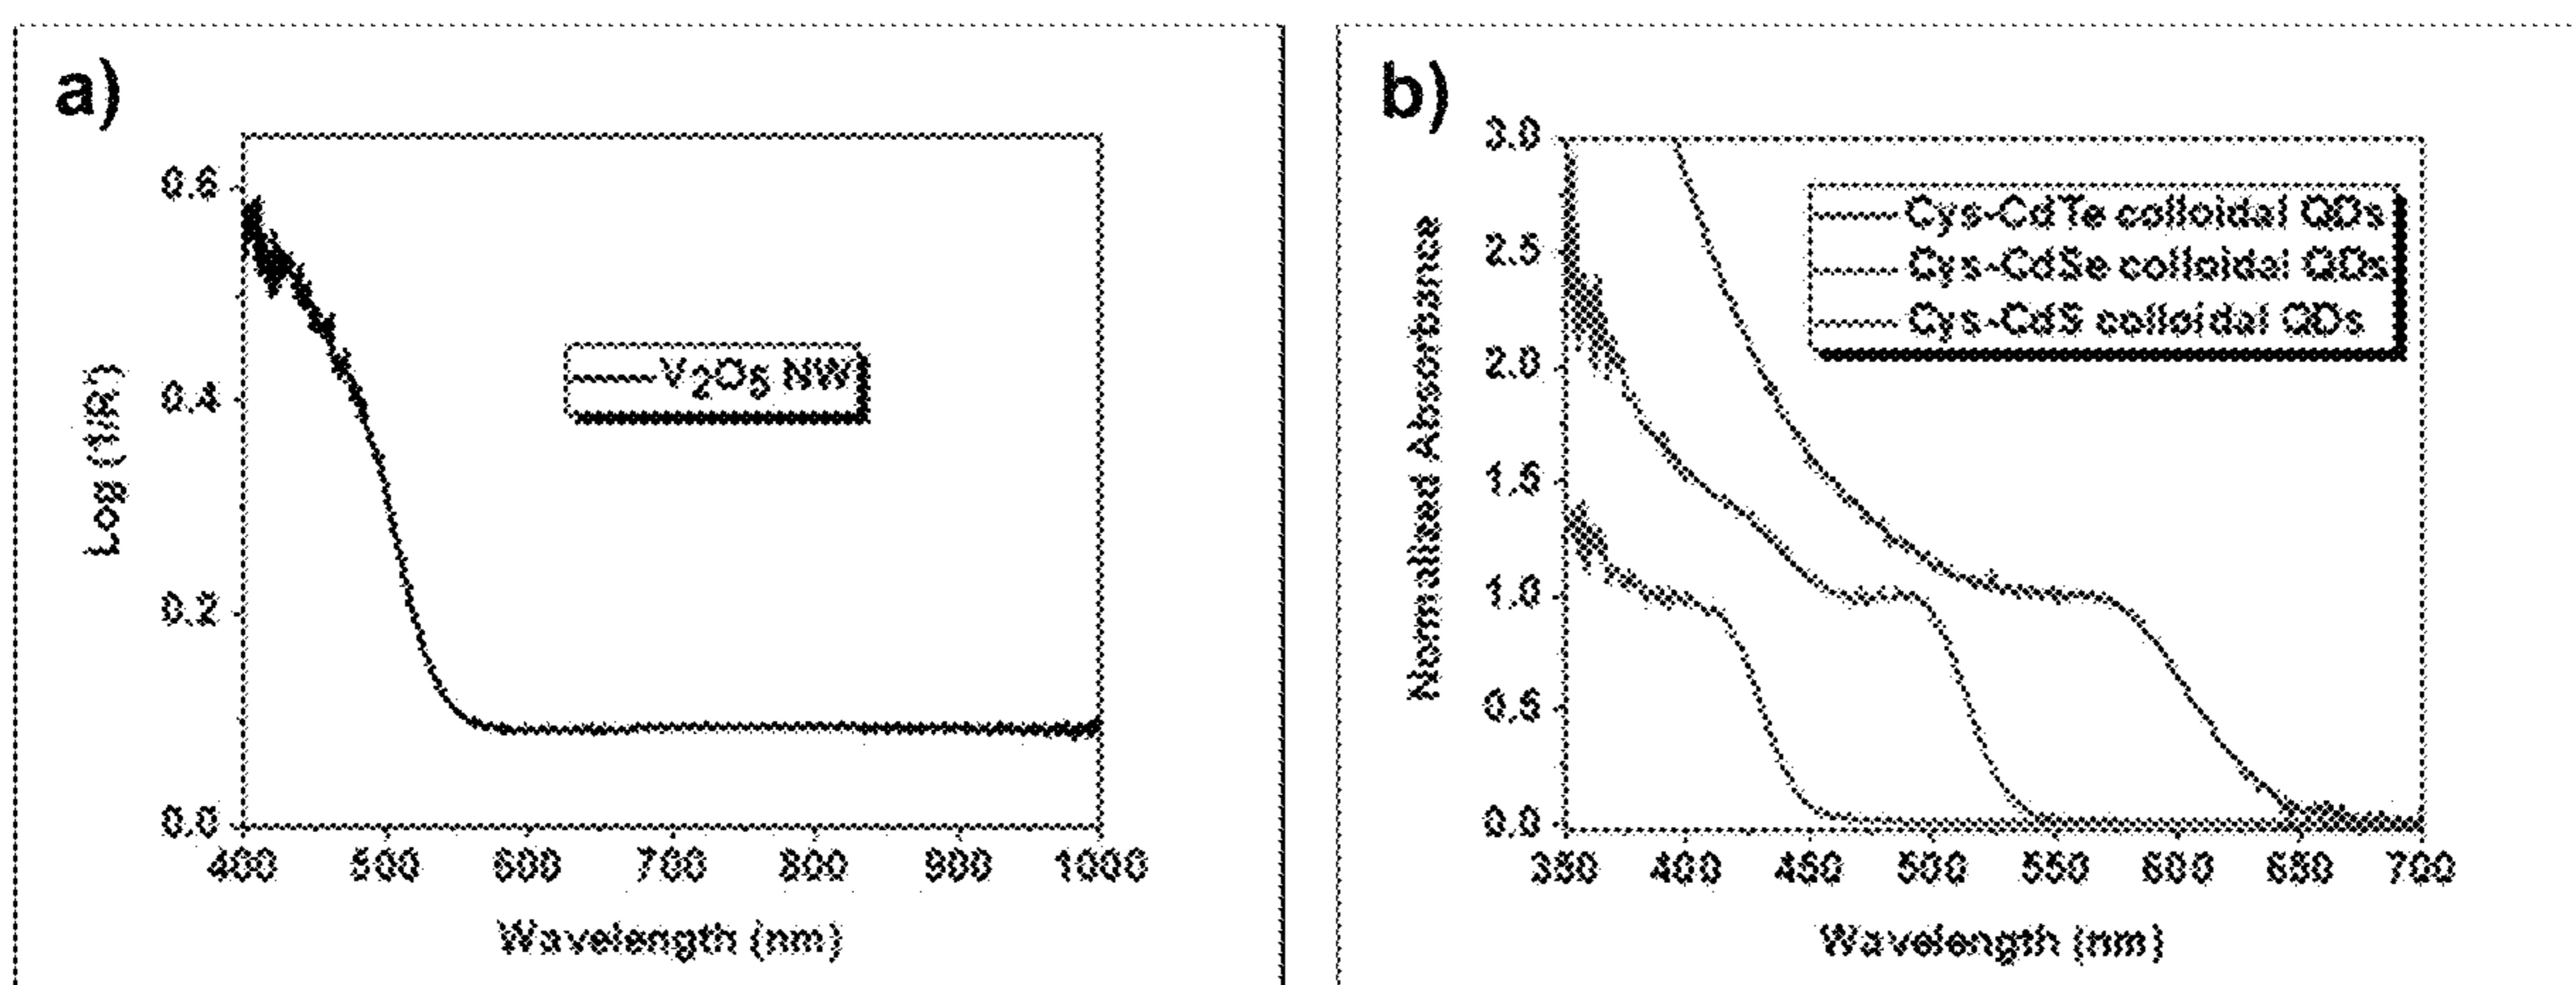 a)
0.6
0.4
0.2
0.0
Log (1/R)
V2O5 NW
400 500 600 700 800 900 1000
Wavelength (nm)
b)
3.0
2.5
2.0
1.5
1.0
0.5
0.0
Normalised Absorbance
Cys-CdTe colloidal QDs
Cys-CdSe colloidal QDs
Cys-CdS colloidal QDs
350 400 450 500 550 600 650 700
Wavelength (nm)